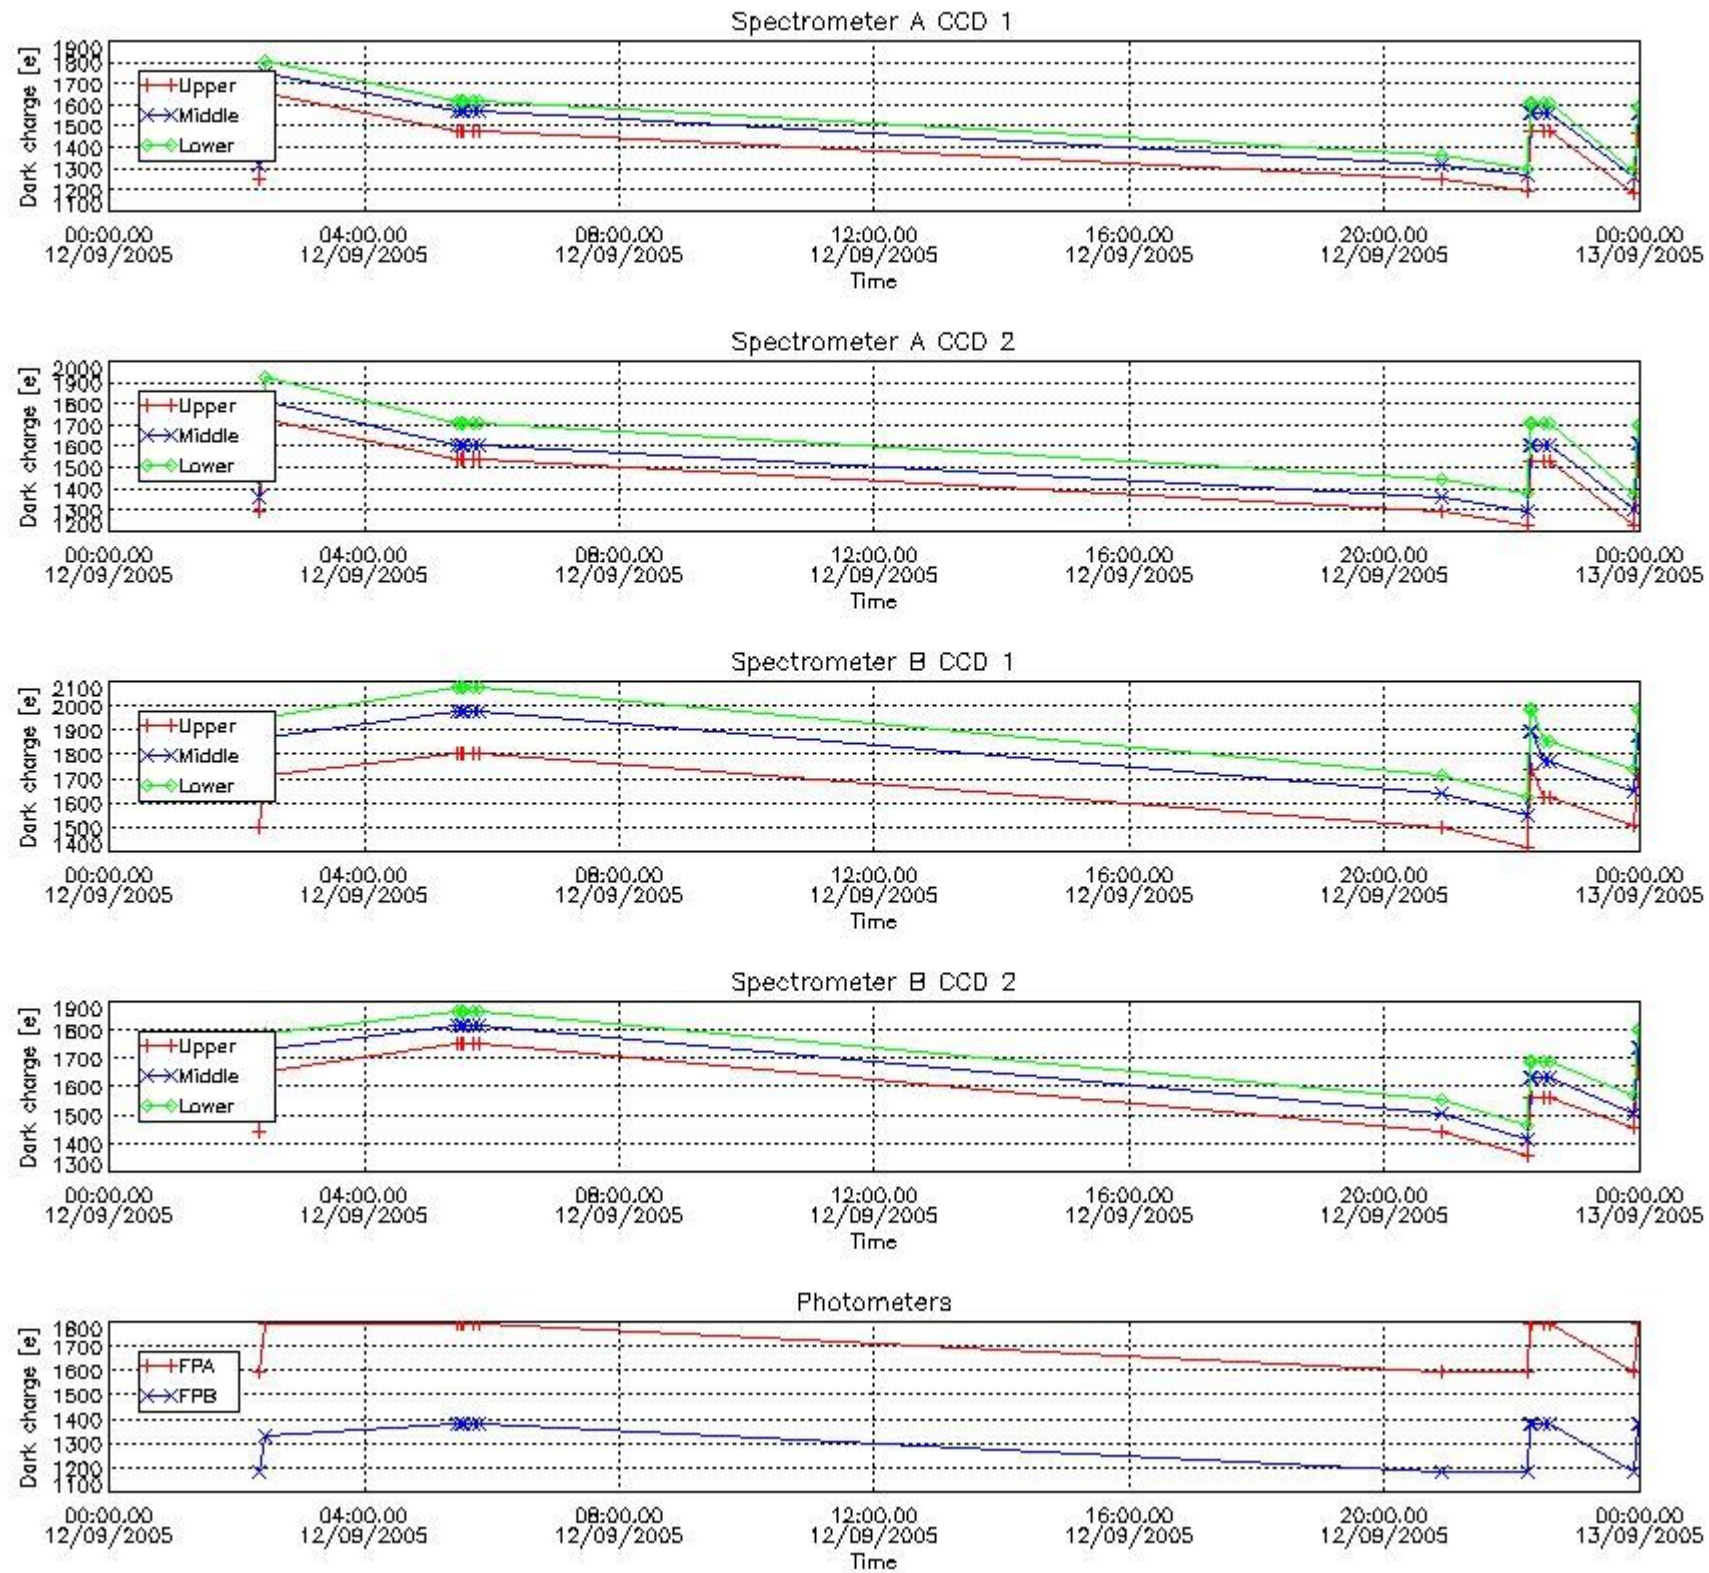 Spectrometer A CCD 1
Dark charge [e]
1900
1800
1700
1600
1500
1400
1300
1200
1100
Upper
Middle
Lower
00:00.00 04:00.00 08:00.00 12:00.00 16:00.00 20:00.00 00:00.00
12/09/2005 12/09/2005 12/09/2005 12/09/2005 12/09/2005 12/09/2005 13/09/2005
Time
Spectrometer A CCD 2
Dark charge [e]
2000
1900
1800
1700
1600
1500
1400
1300
1200
Upper
Middle
Lower
00:00.00 04:00.00 08:00.00 12:00.00 16:00.00 20:00.00 00:00.00
12/09/2005 12/09/2005 12/09/2005 12/09/2005 12/09/2005 12/09/2005 13/09/2005
Time
Spectrometer B CCD 1
Dark charge [e]
2100
2000
1900
1800
1700
1600
1500
1400
Upper
Middle
Lower
00:00.00 04:00.00 08:00.00 12:00.00 16:00.00 20:00.00 00:00.00
12/09/2005 12/09/2005 12/09/2005 12/09/2005 12/09/2005 12/09/2005 13/09/2005
Time
Spectrometer B CCD 2
Dark charge [e]
1900
1800
1700
1600
1500
1400
1300
Upper
Middle
Lower
00:00.00 04:00.00 08:00.00 12:00.00 16:00.00 20:00.00 00:00.00
12/09/2005 12/09/2005 12/09/2005 12/09/2005 12/09/2005 12/09/2005 13/09/2005
Time
Photometers
Dark charge [e]
1800
1700
1600
1500
1400
1300
1200
1100
FPA
FPB
00:00.00 04:00.00 08:00.00 12:00.00 16:00.00 20:00.00 00:00.00
12/09/2005 12/09/2005 12/09/2005 12/09/2005 12/09/2005 12/09/2005 13/09/2005
Time